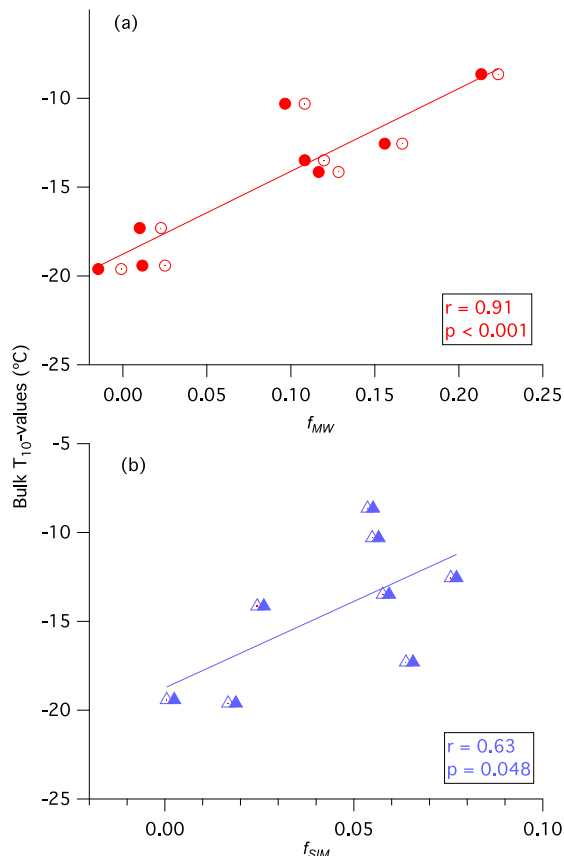 (a)
-10
-15
-20
-25
0.00 0.05 0.10 0.15 0.20 0.25
f_MW
r = 0.91
p < 0.001
Bulk T₁₀-values (°C)
-5
(b)
-10
-15
-20
-25
0.00 0.05 0.10
f_SIM
r = 0.63
p = 0.048